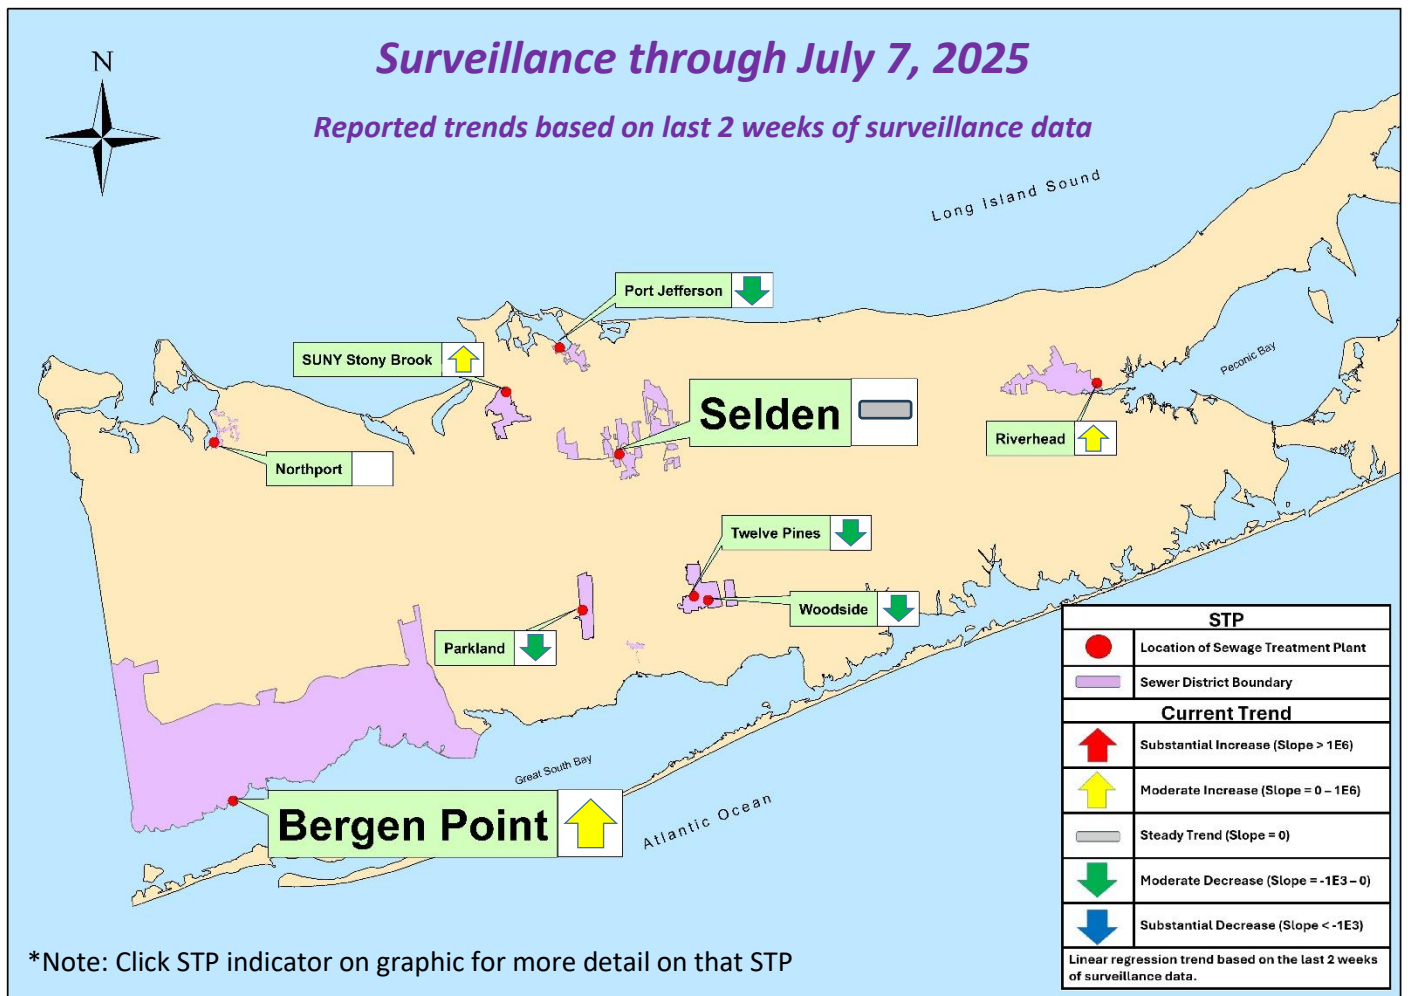 Surveillance through July 7, 2025
Reported trends based on last 2 weeks of surveillance data
N
Long Island Sound
Port Jefferson
SUNY Stony Brook
Peconic Bay
Selden
Riverhead
Northport
Twelve Pines
Woodside
Parkland
Great South Bay
Bergen Point
Atlantic Ocean
STP
Location of Sewage Treatment Plant
Sewer District Boundary
Current Trend
Substantial Increase (Slope > 1E6)
Moderate Increase (Slope = 0 – 1E6)
Steady Trend (Slope = 0)
Moderate Decrease (Slope = -1E3 – 0)
Substantial Decrease (Slope < -1E3)
Linear regression trend based on the last 2 weeks
of surveillance data.
*Note: Click STP indicator on graphic for more detail on that STP